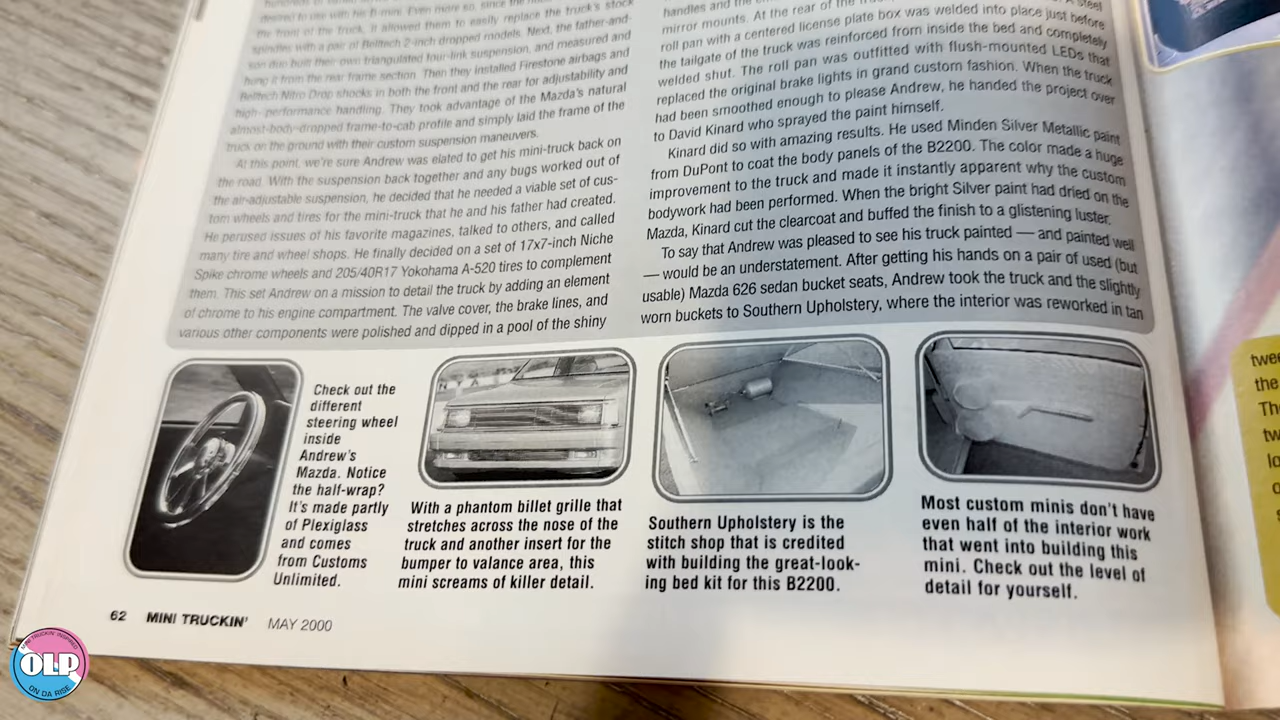 desired to use with his b mini. Even more so, since the
the front of the truck, it allowed them to easily replace the truck's stock
spindles with a pair of Belltech 2-inch dropped models. Next, the father-and-
son duo built their own triangulated four-link suspension, and measured and
hung it from the rear frame section. Then they installed Firestone airbags and
Belltech Nitro Drop shocks in both the front and the rear for adjustability and
high-performance handling. They took advantage of the Mazda's natural
almost-body-dropped frame-to-cab profile and simply laid the frame of the
truck on the ground with their custom suspension maneuvers.
At this point, we're sure Andrew was elated to get his mini-truck back on
the road. With the suspension back together and any bugs worked out of
the air-adjustable suspension, he decided that he needed a viable set of cus-
tom wheels and tires for the mini-truck that he and his father had created.
He perused issues of his favorite magazines, talked to others, and called
many tire and wheel shops. He finally decided on a set of 17x7-inch Niche
Spike chrome wheels and 205/40R17 Yokohama A-520 tires to complement
them. This set Andrew on a mission to detail the truck by adding an element
of chrome to his engine compartment. The valve cover, the brake lines, and
various other components were polished and dipped in a pool of the shiny
handles and the
mirror mounts. At the rear of the
roll pan with a centered license plate box was welded into place just before
the tailgate of the truck was reinforced from inside the bed and completely
welded shut. The roll pan was outfitted with flush-mounted LEDs that
replaced the original brake lights in grand custom fashion. When the truck
had been smoothed enough to please Andrew, he handed the project over
to David Kinard who sprayed the paint himself.
Kinard did so with amazing results. He used Minden Silver Metallic paint
from DuPont to coat the body panels of the B2200. The color made a huge
improvement to the truck and made it instantly apparent why the custom
bodywork had been performed. When the bright Silver paint had dried on the
Mazda, Kinard cut the clearcoat and buffed the finish to a glistening luster.
To say that Andrew was pleased to see his truck painted — and painted well
— would be an understatement. After getting his hands on a pair of used (but
usable) Mazda 626 sedan bucket seats, Andrew took the truck and the slightly
worn buckets to Southern Upholstery, where the interior was reworked in tan
Check out the
different
steering wheel
inside
Andrew's
Mazda. Notice
the half-wrap?
It's made partly
of Plexiglass
and comes
from Customs
Unlimited.
With a phantom billet grille that
stretches across the nose of the
truck and another insert for the
bumper to valance area, this
mini screams of killer detail.
Southern Upholstery is the
stitch shop that is credited
with building the great-look-
ing bed kit for this B2200.
Most custom minis don't have
even half of the interior work
that went into building this
mini. Check out the level of
detail for yourself.
62 MINI TRUCKIN' MAY 2000
the
MINI TRUCKIN' INSPIRED
OLP
ON DA RISE